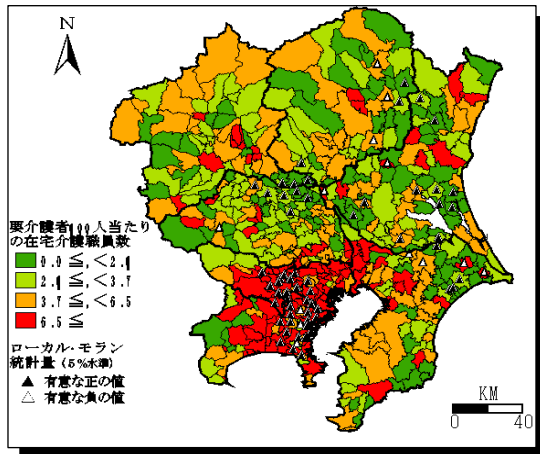 N
要介護者100人当たり
の在宅介護職員数
0.0 ≦,<2.1
2.1 ≦,<3.7
3.7 ≦,<6.5
6.5 ≦
ローカル・モラン
統計量 (5%水準)
▲ 有意な正の値
△ 有意な負の値
KM
0 40